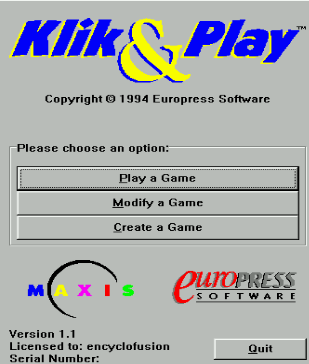 Klik & Play™
Copyright © 1994 Europress Software
Please choose an option:
Play a Game
Modify a Game
Create a Game
MAXIS
europress
SOFTWARE
Version 1.1
Licensed to: encyclofusion
Serial Number:
Quit